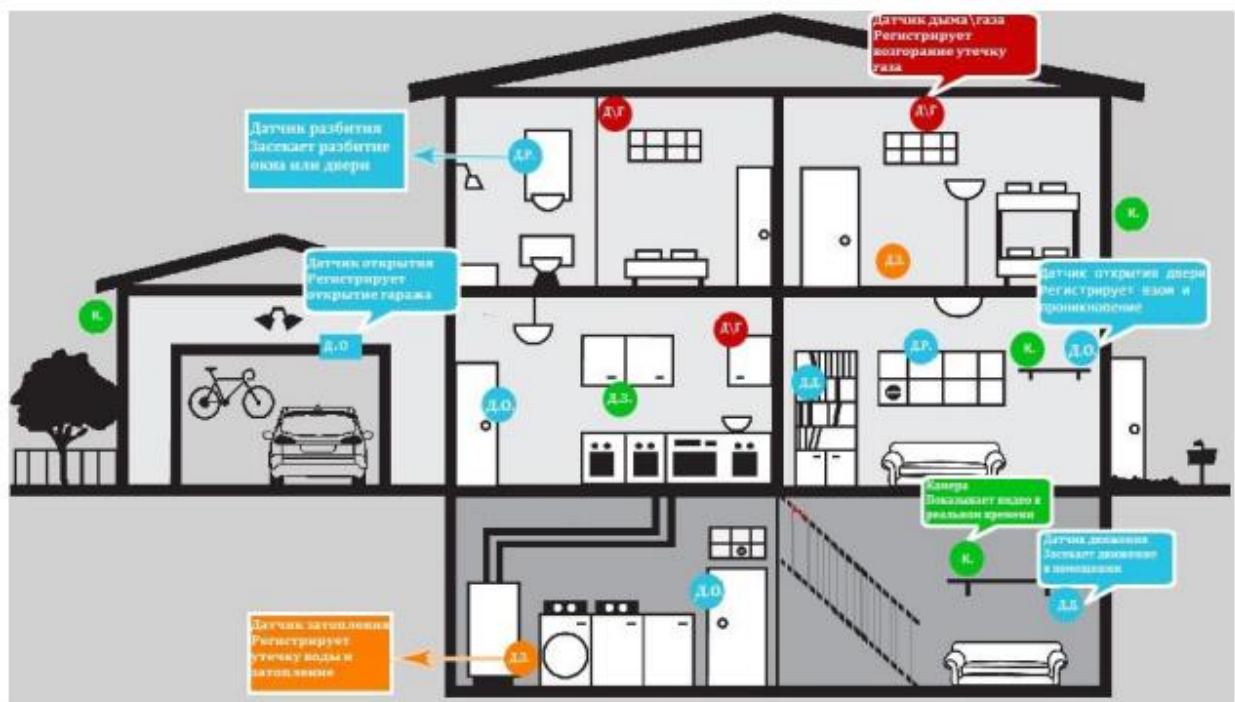 Датчик дыма\газа
Регистрирует
возгорание утечку
газа
Д\Г
Д\Г
Датчик разбития
Засекает разбитие
окна или двери
Д.Р.
К.
Д.З.
Датчик открытия
Регистрирует
открытие гаража
Датчик открытия двери
Регистрирует взом и
проникновение
К.
Д.О
Д\Г
Д.Р.
К.
Д.О.
Д.Д.
Д.О.
Д.З.
Камера
Показывает видео в
реальном времени
К.
Датчик движения
Засекает движение
в помощении
Д.О.
Д.Д.
Датчик затопления
Регистрирует
утечку воды и
затопление
Д.З.